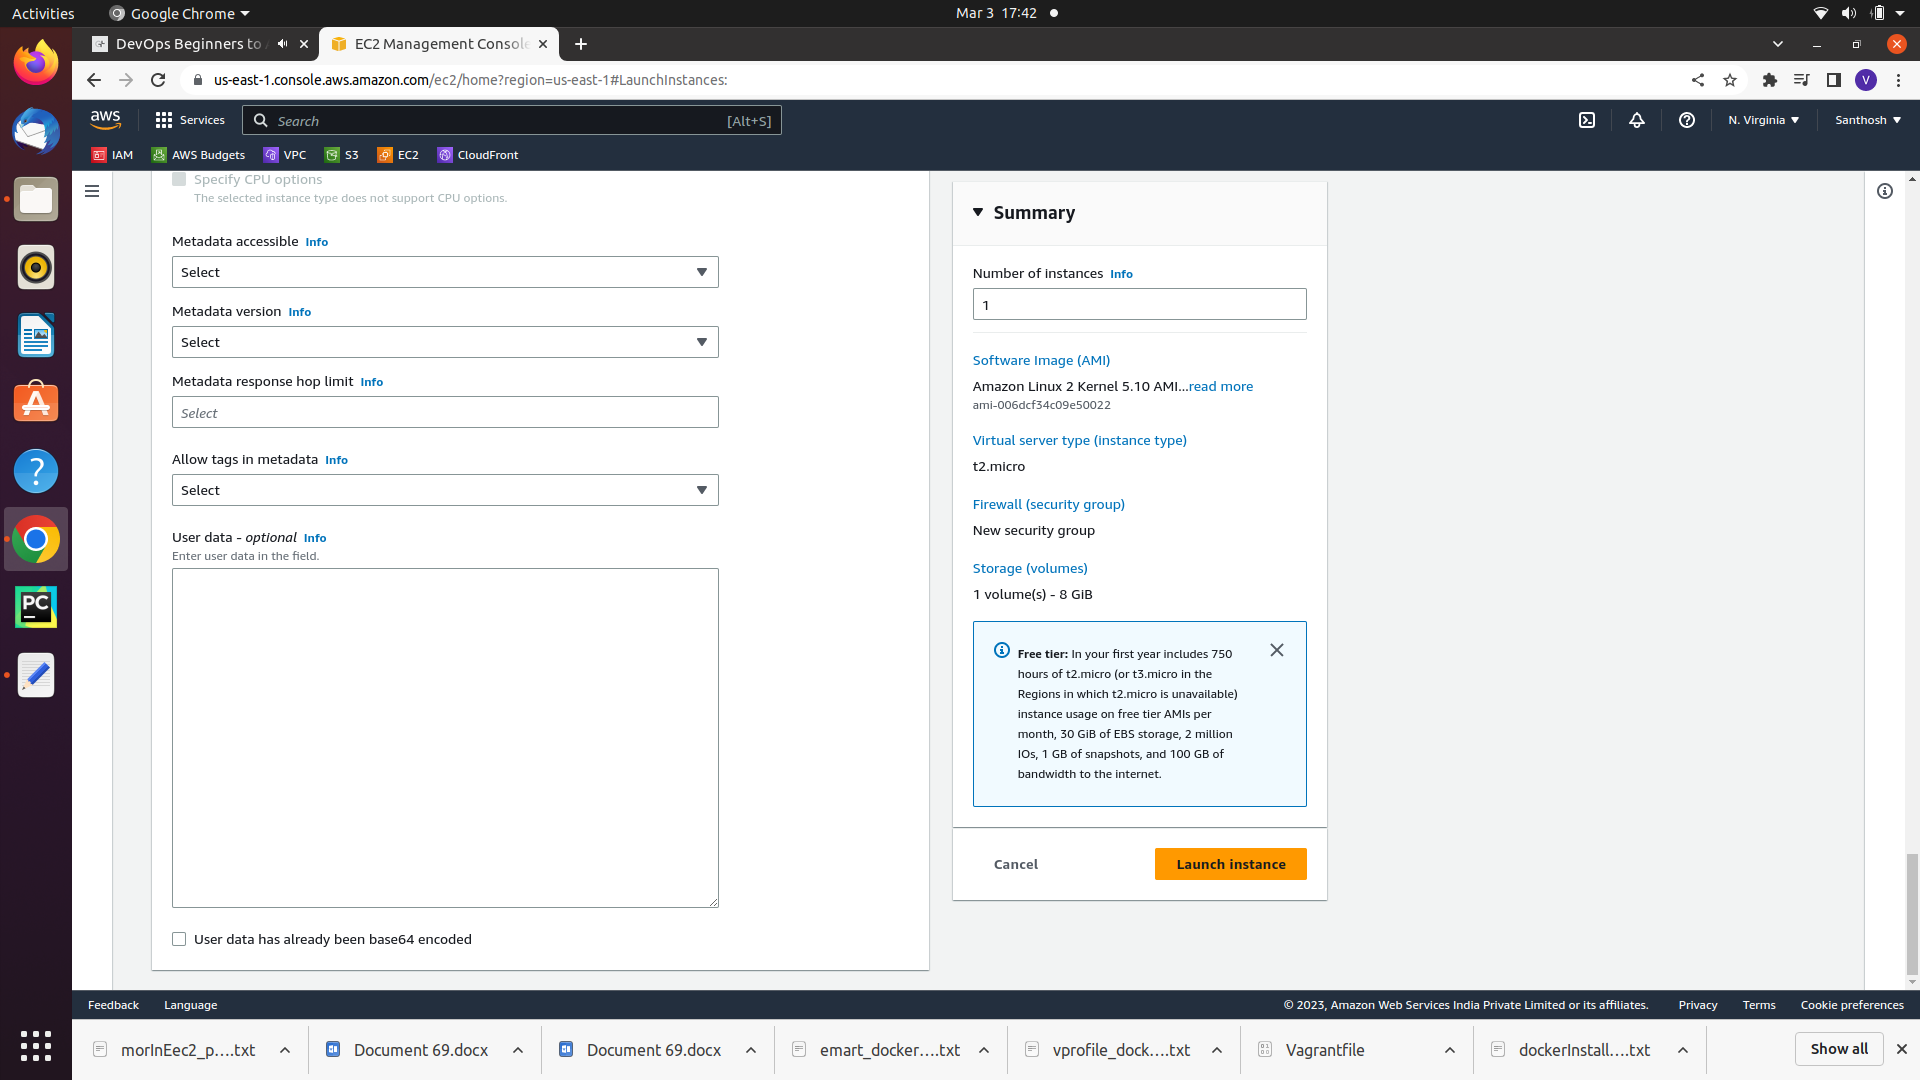 Activities
Google Chrome
Mar 3 17:42
DevOps Beginners to
EC2 Management Console
us-east-1.console.aws.amazon.com/ec2/home?region=us-east-1#LaunchInstances:
V
aws
Services
Search
[Alt+S]
N. Virginia
Santhosh
IAM
AWS Budgets
VPC
S3
EC2
CloudFront
Specify CPU options
The selected instance type does not support CPU options.
Metadata accessible Info
Select
Metadata version Info
Select
Metadata response hop limit Info
Select
Allow tags in metadata Info
Select
User data - optional Info
Enter user data in the field.
User data has already been base64 encoded
Summary
Number of instances Info
1
Software Image (AMI)
Amazon Linux 2 Kernel 5.10 AMI...read more
ami-006dcf34c09e50022
Virtual server type (instance type)
t2.micro
Firewall (security group)
New security group
Storage (volumes)
1 volume(s) - 8 GiB
Free tier: In your first year includes 750
hours of t2.micro (or t3.micro in the
Regions in which t2.micro is unavailable)
instance usage on free tier AMIs per
month, 30 GiB of EBS storage, 2 million
IOs, 1 GB of snapshots, and 100 GB of
bandwidth to the internet.
Cancel
Launch instance
PC
Feedback
Language
© 2023, Amazon Web Services India Private Limited or its affiliates.
Privacy
Terms
Cookie preferences
morInEec2_p....txt
Document 69.docx
Document 69.docx
emart_docker....txt
vprofile_dock....txt
Vagrantfile
dockerInstall....txt
Show all